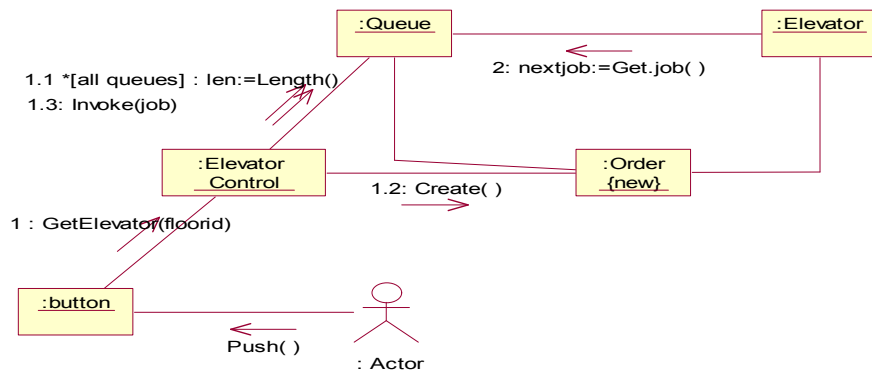 :Queue
:Elevator
1.1 *[all queues] : len:=Length()
1.3: Invoke(job)
2: nextjob:=Get.job( )
:Elevator
Control
:Order
{new}
1.2: Create( )
1 : GetElevator(floorid)
:button
Push( )
: Actor